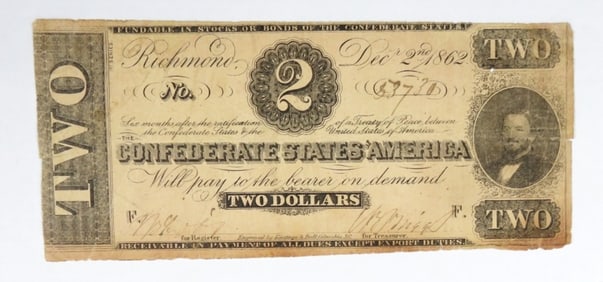 FUNDABLE IN STOCKS OR BONDS OF THE CONFEDERATE STATES
TWO
SERIES
Richmond Dec.r 2nd 1862
TWO
No.
2
Six months after the ratification of a Treaty of Peace between
the Confederate States & the United States of America
THE
CONFEDERATE STATES OF AMERICA
Will pay to the bearer on demand
TWO DOLLARS
F.
F.
TWO
for Register
for Treasurer
RECEIVABLE IN PAYMENT OF ALL DUES EXCEPT EXPORT DUTIES.